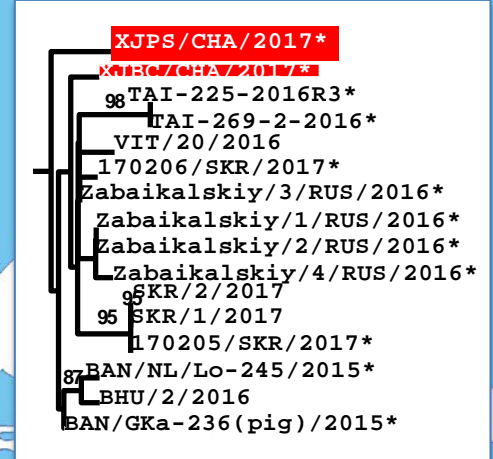 XJPS/CHA/2017*
XJBC/CHA/2017*
98
TAI-225-2016R3*
TAI-269-2-2016*
VIT/20/2016
170206/SKR/2017*
Zabaikalskiy/3/RUS/2016*
Zabaikalskiy/1/RUS/2016*
Zabaikalskiy/2/RUS/2016*
Zabaikalskiy/4/RUS/2016*
95
SKR/2/2017
95
SKR/1/2017
170205/SKR/2017*
87
BAN/NL/Lo-245/2015*
BHU/2/2016
BAN/GKa-236(pig)/2015*